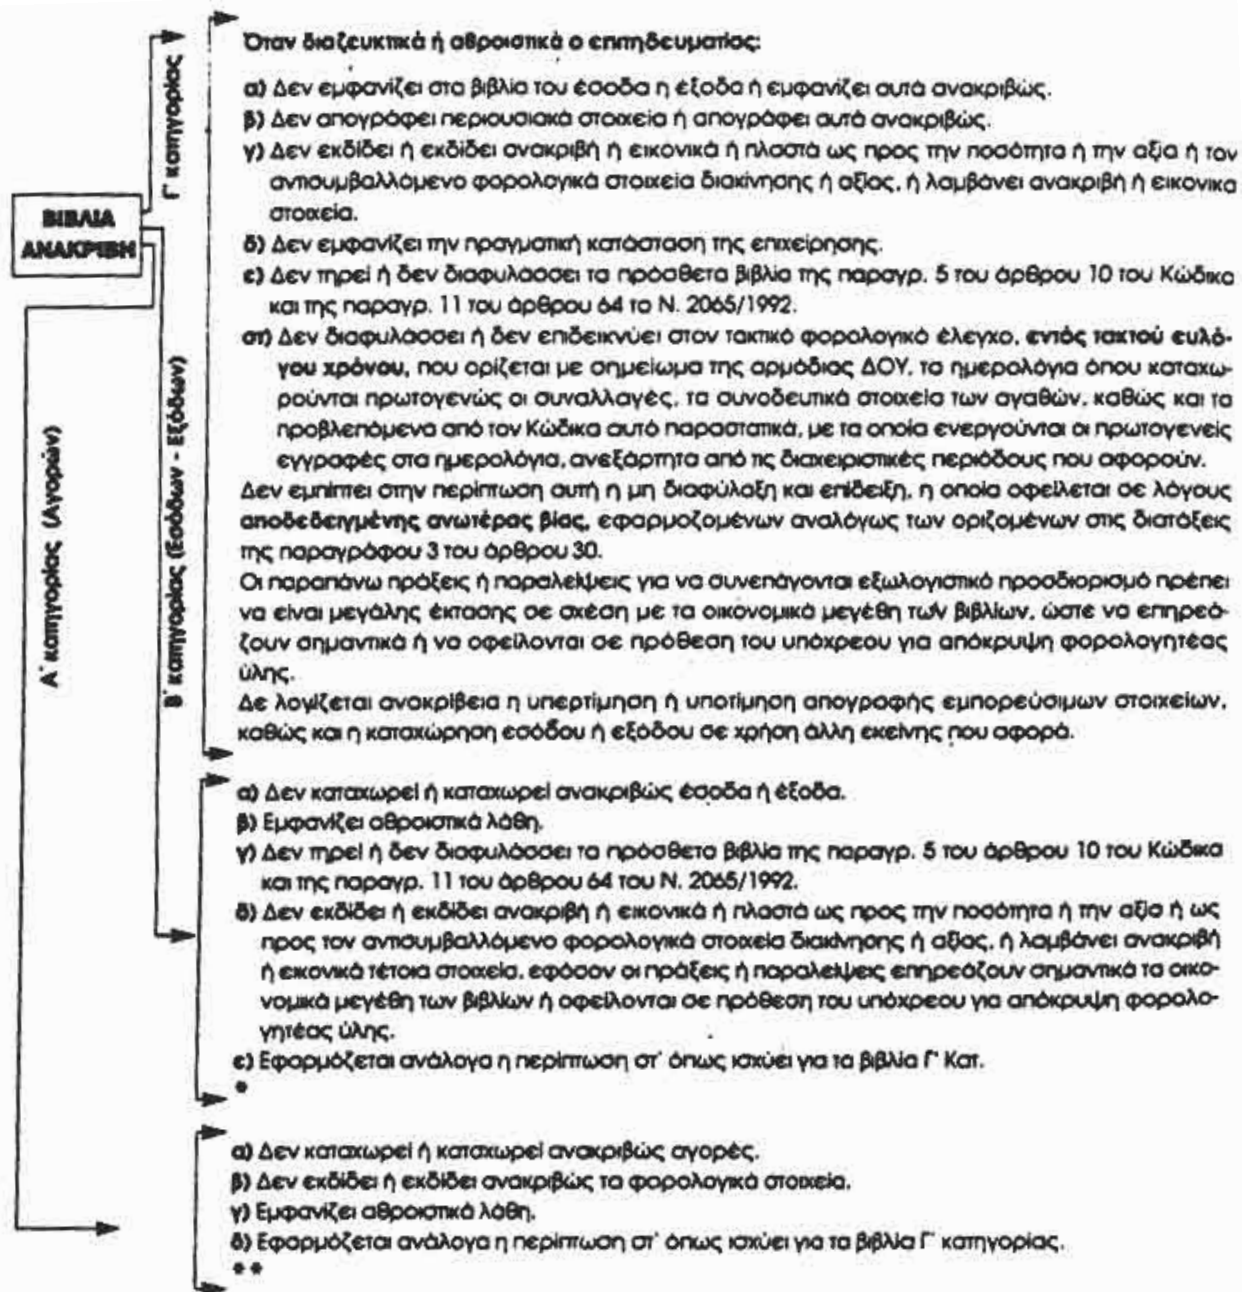 Όταν διαζευκτικά ή αθροιστικά ο επιτηδευματίας:
α) Δεν εμφανίζει στα βιβλία του έσοδα η έξοδα ή εμφανίζει αυτά ανακριβώς.
β) Δεν απογράφει περιουσιακά στοιχεία ή απογράφει αυτά ανακριβώς.
γ) Δεν εκδίδει ή εκδίδει ανακριβή ή εικονικά ή πλαστά ως προς την ποσότητα ή την αξία ή τον
αντισυμβαλλόμενο φορολογικά στοιχεία διακίνησης ή αξίας, ή λαμβάνει ανακριβή ή εικονικα
στοιχεία.
δ) Δεν εμφανίζει την πραγματική κατάσταση της επιχείρησης.
ε) Δεν τηρεί ή δεν διαφυλάσσει τα πρόσθετα βιβλία της παραγρ. 5 του άρθρου 10 του Κώδικα
και της παραγρ. 11 του άρθρου 64 το Ν. 2065/1992.
στ) Δεν διαφυλάσσει ή δεν επιδεικνύει στον τακτικό φορολογικό έλεγχο, εντός τακτού ευλό-
γου χρόνου, που ορίζεται με σημείωμα της αρμόδιας ΔΟΥ, τα ημερολόγια όπου καταχω-
ρούνται πρωτογενώς οι συναλλαγές, τα συνοδευτικά στοιχεία των αγαθών, καθώς και τα
προβλεπόμενα από τον Κώδικα αυτό παραστατικά, με τα οποία ενεργούνται οι πρωτογενείς
εγγραφές στα ημερολόγια, ανεξάρτητα από τις διαχειριστικές περιόδους που αφορούν.
Δεν εμπίπτει στην περίπτωση αυτή η μη διαφύλαξη και επίδειξη, η οποία οφείλεται σε λόγους
αποδεδειγμένης ανωτέρας βίας, εφαρμοζομένων αναλόγως των οριζομένων στις διατάξεις
της παραγράφου 3 του άρθρου 30.
Οι παραπάνω πράξεις ή παραλείψεις για να συνεπάγονται εξωλογιστικό προσδιορισμό πρέπει
να είναι μεγάλης έκτασης σε σχέση με τα οικονομικά μεγέθη των βιβλίων, ώστε να επηρεά-
ζουν σημαντικά ή να οφείλονται σε πρόθεση του υπόχρεου για απόκρυψη φορολογητέας
ύλης.
Δε λογίζεται ανακρίβεια η υπερτίμηση ή υποτίμηση απογραφής εμπορεύσιμων στοιχείων,
καθώς και η καταχώρηση εσόδου ή εξόδου σε χρήση άλλη εκείνης που αφορά.
Γ' κατηγορίας
ΒΙΒΛΙΑ
ΑΝΑΚΡΙΒΗ
Β' κατηγορίας (Εσόδων - Εξόδων)
Α' κατηγορίας (Αγορών)
α) Δεν καταχωρεί ή καταχωρεί ανακριβώς έσοδα ή έξοδα.
β) Εμφανίζει αθροιστικά λάθη.
γ) Δεν τηρεί ή δεν διαφυλάσσει τα πρόσθετα βιβλία της παραγρ. 5 του άρθρου 10 του Κώδικα
και της παραγρ. 11 του άρθρου 64 του Ν. 2065/1992.
δ) Δεν εκδίδει ή εκδίδει ανακριβή ή εικονικά ή πλαστά ως προς την ποσότητα ή την αξία ή ως
προς τον αντισυμβαλλόμενο φορολογικά στοιχεία διακίνησης ή αξίας, ή λαμβάνει ανακριβή
ή εικονικά τέτοια στοιχεία, εφόσον οι πράξεις ή παραλείψεις επηρεάζουν σημαντικά τα οικο-
νομικά μεγέθη των βιβλίων ή οφείλονται σε πρόθεση του υπόχρεου για απόκρυψη φορολο-
γητέας ύλης.
ε) Εφαρμόζεται ανάλογα η περίπτωση στ' όπως ισχύει για τα βιβλία Γ' Κατ.
*
α) Δεν καταχωρεί ή καταχωρεί ανακριβώς αγορές.
β) Δεν εκδίδει ή εκδίδει ανακριβώς τα φορολογικά στοιχεία.
γ) Εμφανίζει αθροιστικά λάθη.
δ) Εφαρμόζεται ανάλογα η περίπτωση στ' όπως ισχύει για τα βιβλία Γ' κατηγορίας.
**